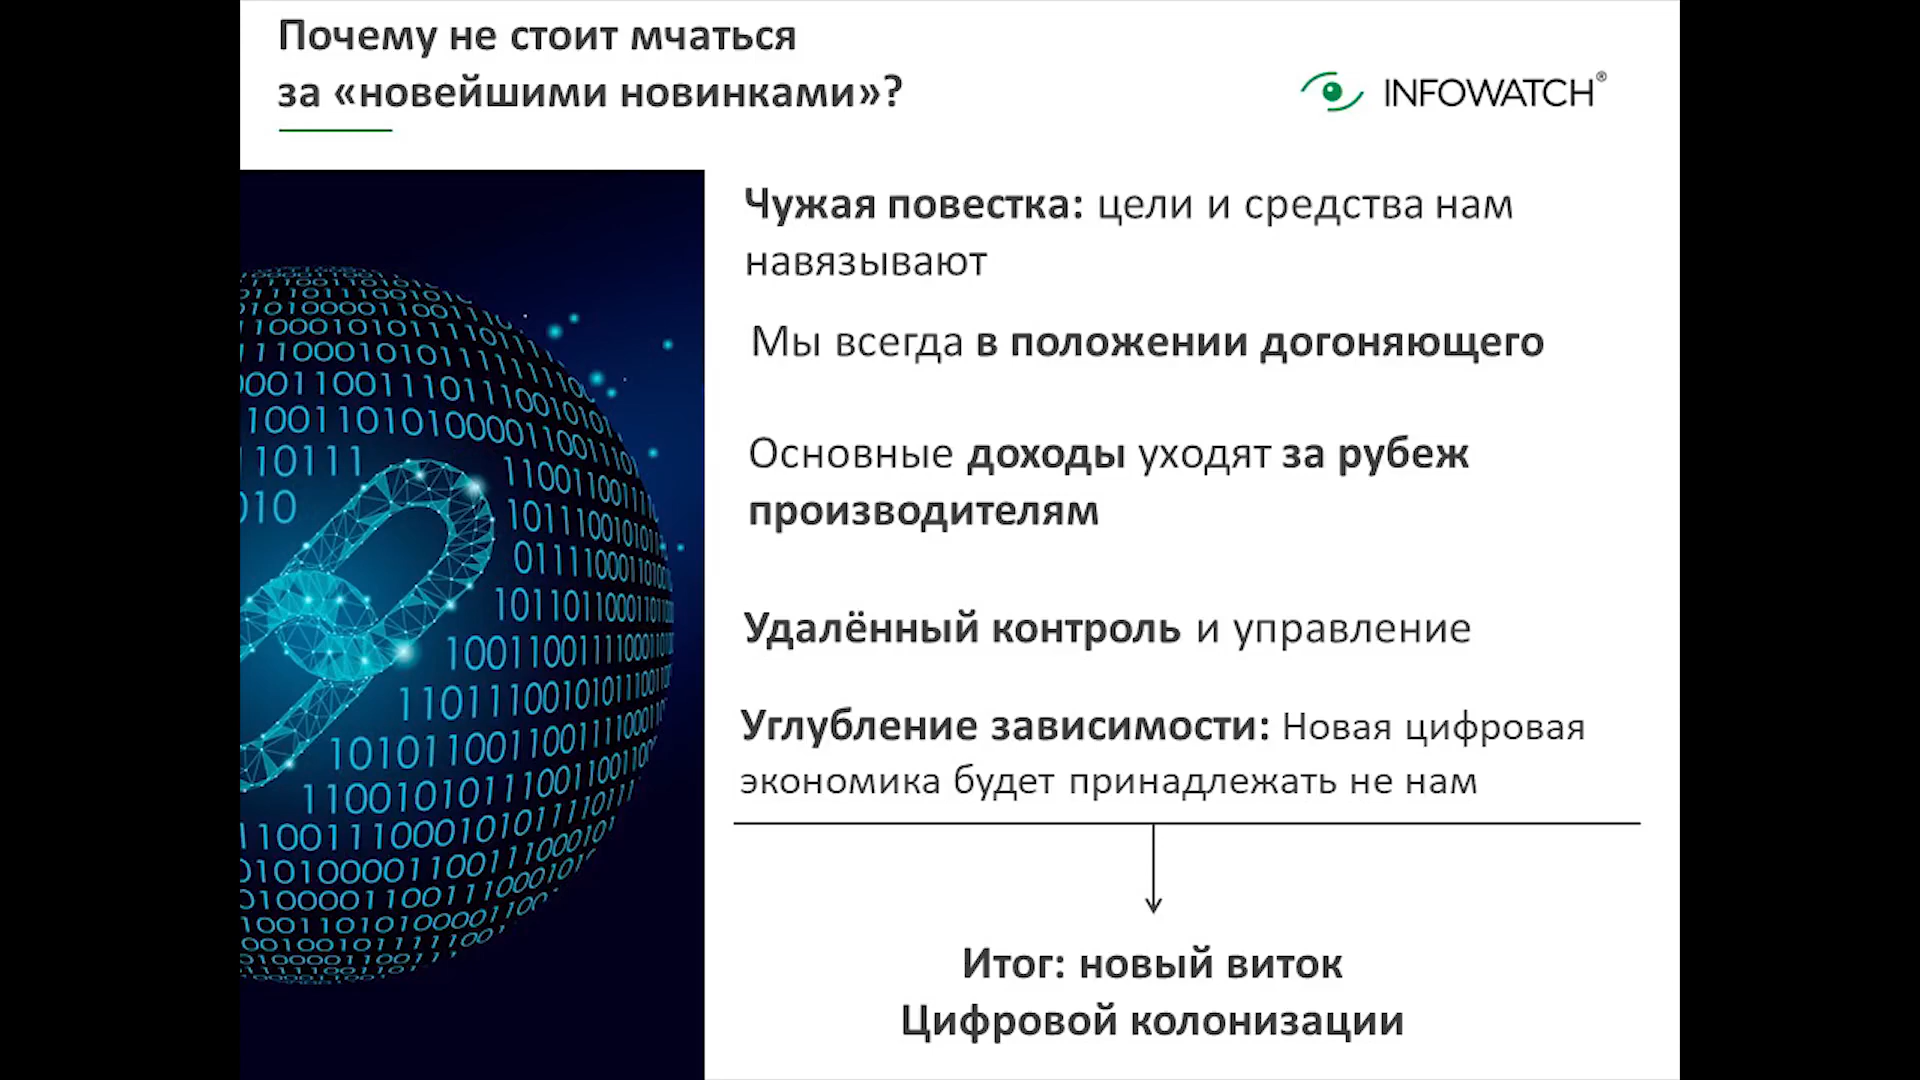 Почему не стоит мчаться
за «новейшими новинками»?
INFOWATCH®
Чужая повестка: цели и средства нам
навязывают
Мы всегда в положении догоняющего
Основные доходы уходят за рубеж
производителям
Удалённый контроль и управление
Углубление зависимости: Новая цифровая
экономика будет принадлежать не нам
Итог: новый виток
Цифровой колонизации